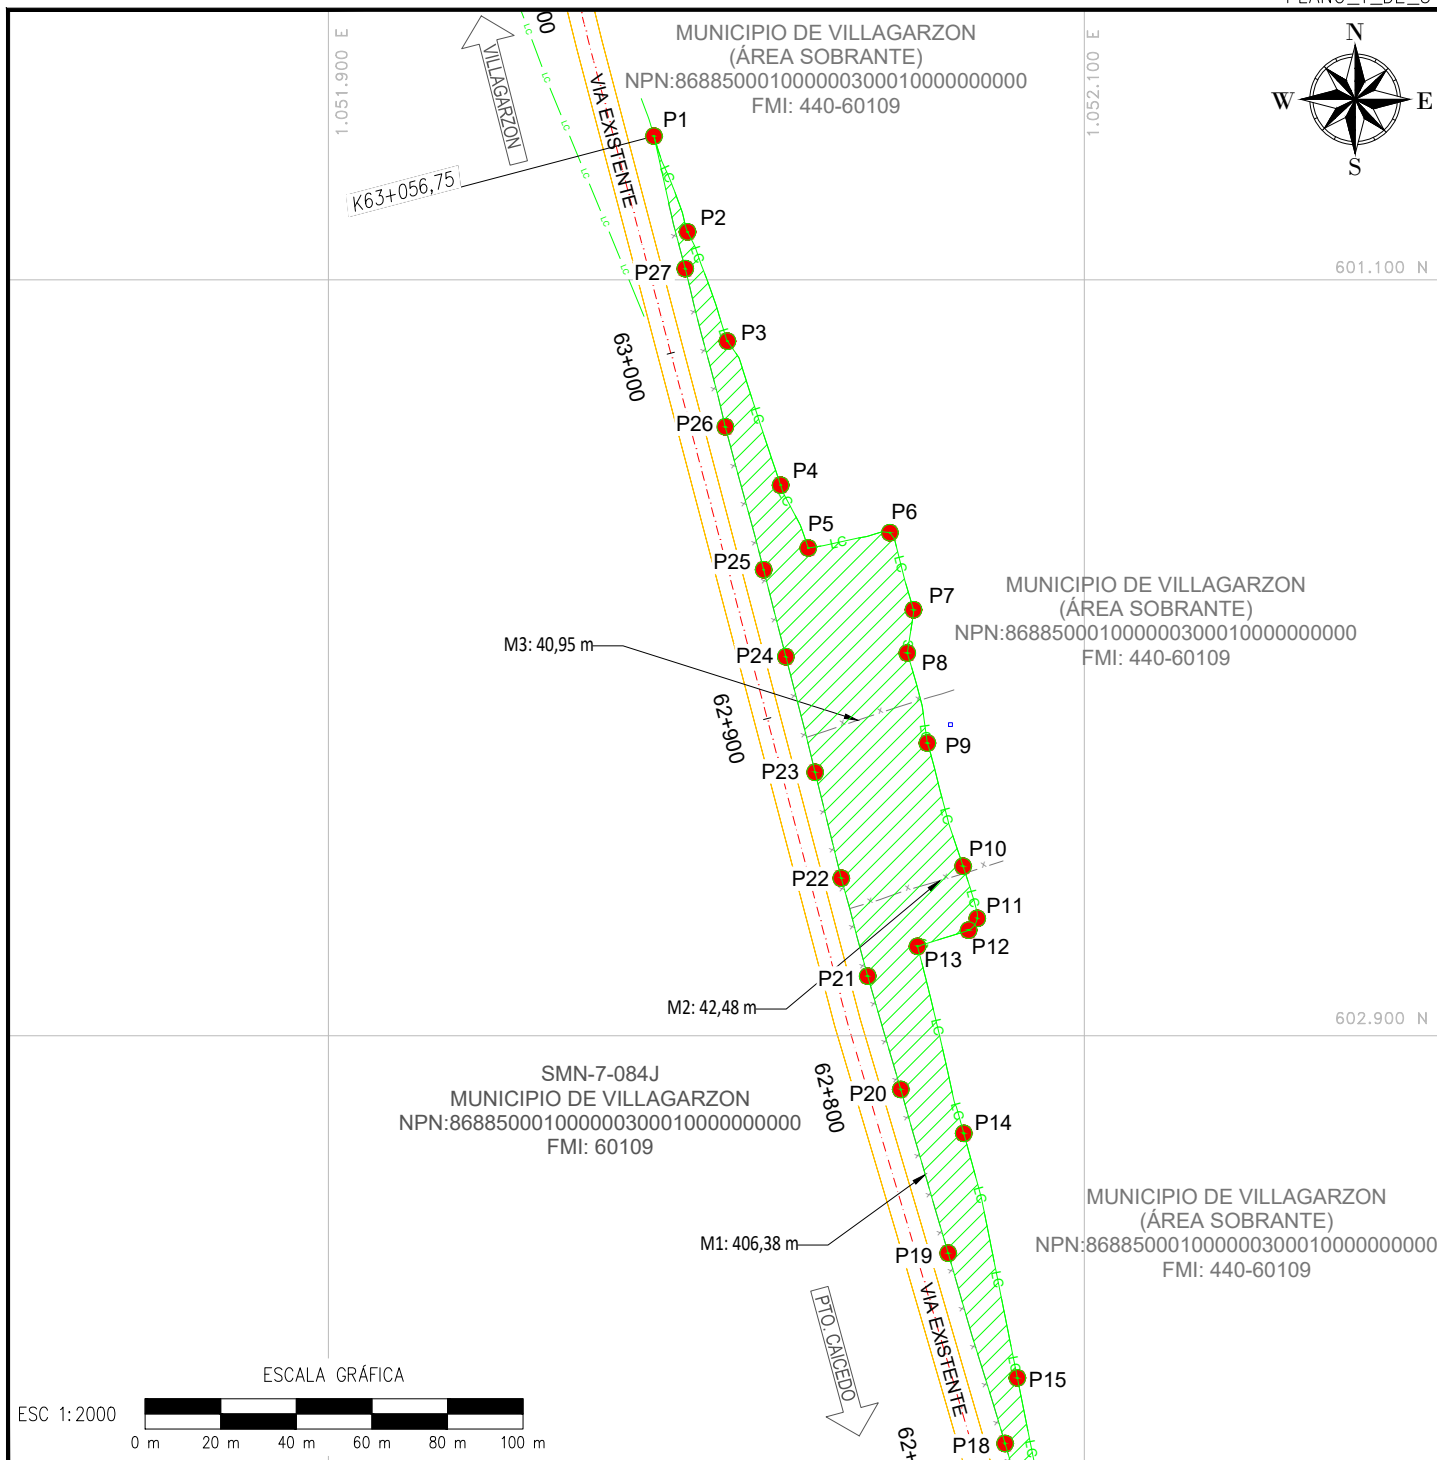 MUNICIPIO DE VILLAGARZON
(ÁREA SOBRANTE)
NPN:868850001000000300010000000000
FMI: 440-60109
1.051.900 E
1.052.100 E
N
W
E
S
VILLAGARZON
VIA EXISTENTE
K63+056,75
P1
P2
P27
601.100 N
P3
63+000
P26
P4
P5
P6
P25
P7
MUNICIPIO DE VILLAGARZON
(ÁREA SOBRANTE)
NPN:868850001000000300010000000000
FMI: 440-60109
M3: 40,95 m
P24
P8
62+900
P9
P23
P10
P22
P11
P12
P13
P21
M2: 42,48 m
602.900 N
SMN-7-084J
MUNICIPIO DE VILLAGARZON
NPN:868850001000000300010000000000
FMI: 60109
62+800
P20
P14
MUNICIPIO DE VILLAGARZON
(ÁREA SOBRANTE)
NPN:868850001000000300010000000000
FMI: 440-60109
M1: 406,38 m
P19
VIA EXISTENTE
PTO. CAICEDO
P15
P18
ESCALA GRÁFICA
ESC 1:2000
0 m 20 m 40 m 60 m 80 m 100 m